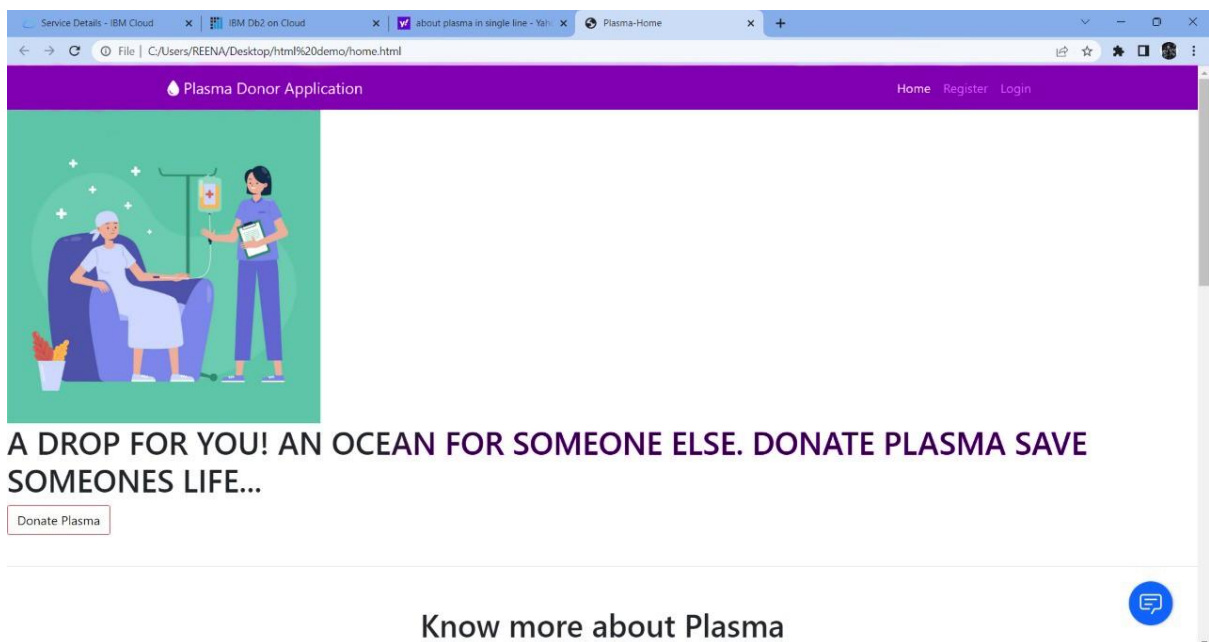 Service Details - IBM Cloud
IBM Db2 on Cloud
about plasma in single line - Yah
Plasma-Home
File | C:/Users/REENA/Desktop/html%20demo/home.html
Plasma Donor Application
Home Register Login
A DROP FOR YOU! AN OCEAN FOR SOMEONE ELSE. DONATE PLASMA SAVE
SOMEONES LIFE...
Donate Plasma
Know more about Plasma